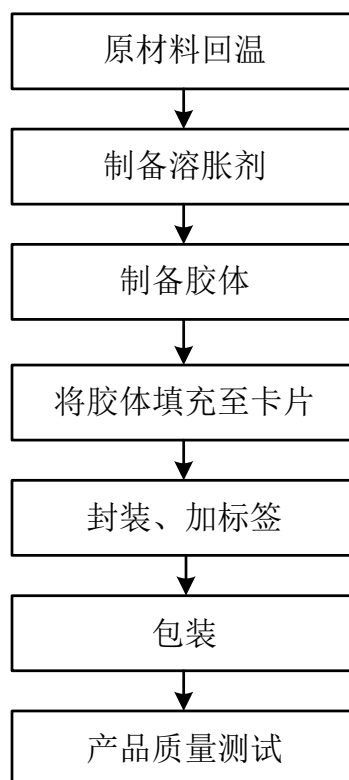 原材料回温
制备溶胀剂
制备胶体
将胶体填充至卡片
封装、加标签
包装
产品质量测试